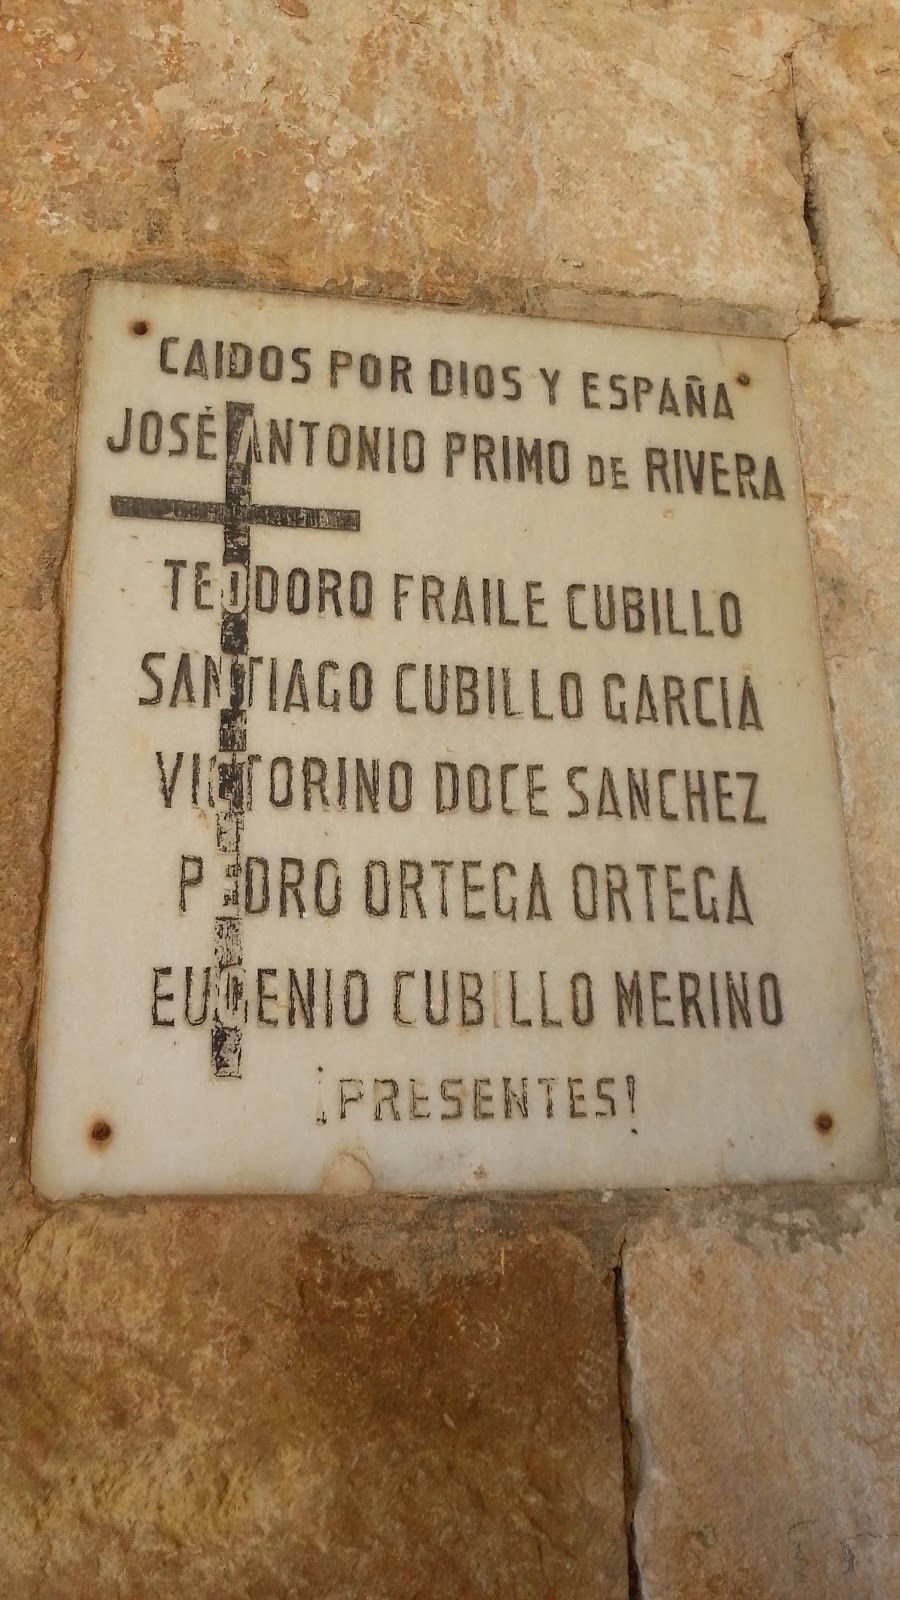 CAIDOS POR DIOS Y ESPAÑA
JOSÉ ANTONIO PRIMO DE RIVERA
TEODORO FRAILE CUBILLO
SANTIAGO CUBILLO GARCIA
VICTORINO DOCE SANCHEZ
PEDRO ORTEGA ORTEGA
EUGENIO CUBILLO MERINO
¡PRESENTES!